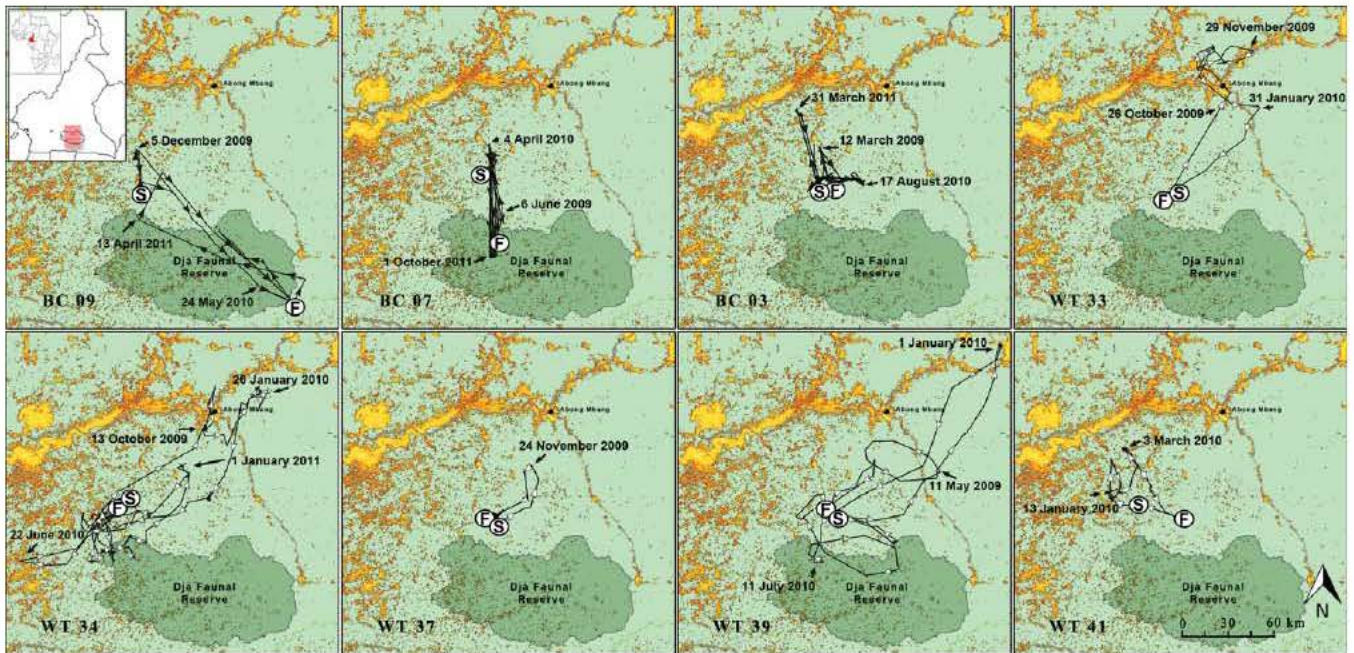 Abong Mbang
5 December 2009
S
13 April 2011
Dja Faunal
Reserve
24 May 2010
F
BC 09
Abong Mbang
4 April 2010
S
6 June 2009
F
1 October 2011
Dja Faunal
Reserve
BC 07
Abong Mbang
31 March 2011
12 March 2009
17 August 2010
S
F
Dja Faunal
Reserve
BC 03
29 November 2009
Abong Mbang
31 January 2010
26 October 2009
F
S
Dja Faunal
Reserve
WT 33
26 January 2010
Abong Mbang
13 October 2009
1 January 2011
S
F
22 June 2010
Dja Faunal
Reserve
WT 34
Abong Mbang
24 November 2009
F
S
Dja Faunal
Reserve
WT 37
1 January 2010
Abong Mbang
11 May 2009
F
S
11 July 2010
Dja Faunal
Reserve
WT 39
Abong Mbang
3 March 2010
13 January 2010
S
F
Dja Faunal
Reserve
N
WT 41
0 30 60 km